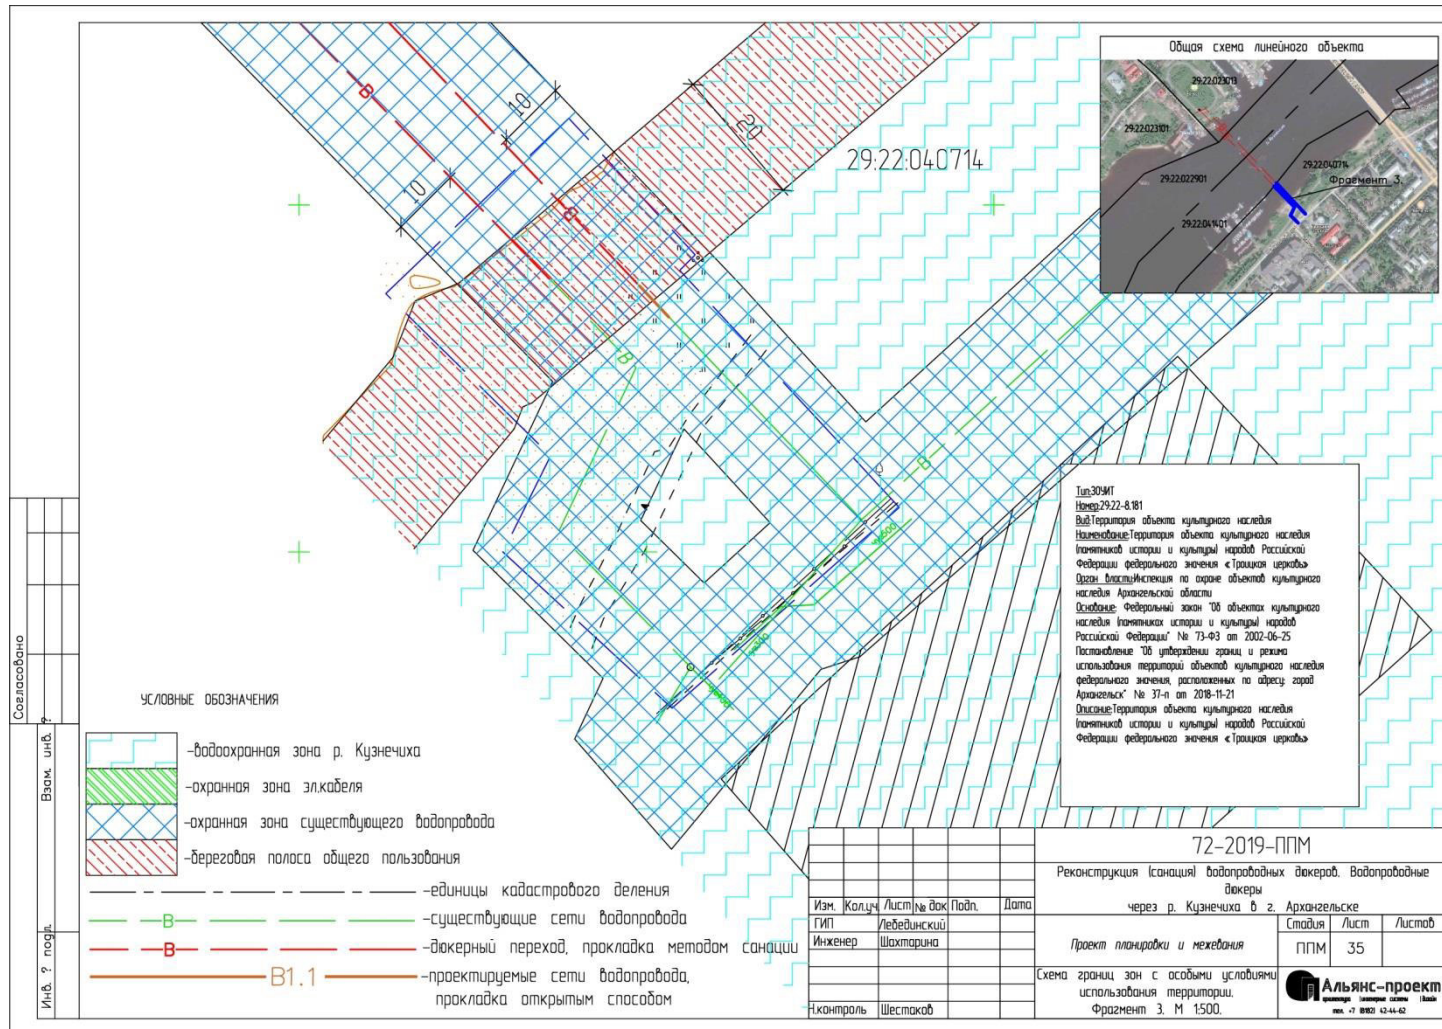 Общая схема линейного объекта
29:22:023013
29:22:023101
29:22:040714
29:22:022901
Фрагмент 3.
29:22:041401
В
10
10
20
29:22:040714
В
В
В
Тип:ЗОУИТ
Номер:29:22-8.181
Вид:Территория объекта культурного наследия
Наименование:Территория объекта культурного наследия
(памятников истории и культуры) народов Российской
Федерации федерального значения «Троицкая церковь»
Орган власти:Инспекция по охране объектов культурного
наследия Архангельской области
Основание: Федеральный закон "Об объектах культурного
наследия (памятниках истории и культуры) народов
Российской Федерации" № 73-ФЗ от 2002-06-25
Постановление "Об утверждении границ и режима
использования территорий объектов культурного наследия
федерального значения, расположенных по адресу: город
Архангельск" № 37-п от 2018-11-21
Описание:Территория объекта культурного наследия
(памятников истории и культуры) народов Российской
Федерации федерального значения «Троицкая церковь»
Согласовано
Взам. инв. ?
Инв. ? подл.
УСЛОВНЫЕ ОБОЗНАЧЕНИЯ
-водоохранная зона р. Кузнечиха
-охранная зона эл.кабеля
-охранная зона существующего водопровода
-береговая полоса общего пользования
-единицы кадастрового деления
В -существующие сети водопровода
В -дюкерный переход, прокладка методом санации
В1.1 -проектируемые сети водопровода,
прокладка открытым способом
72-2019-ППМ
Реконструкция (санация) водопроводных дюкеров. Водопроводные
дюкеры
через р. Кузнечиха в г. Архангельске
Изм. Кол.уч Лист № док Подп. Дата
ГИП Лебединский
Инженер Шахтарина
Н.контроль Шестаков
Проект планировки и межевания
Стадия Лист Листов
ППМ 35
Схема границ зон с особыми условиями
использования территории.
Фрагмент 3. М 1:500.
Альянс-проект